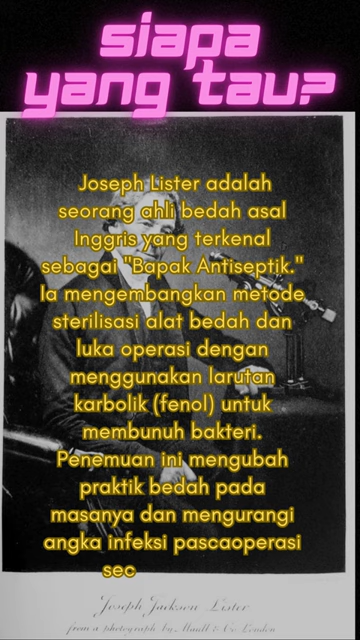 siapa
yang tau?
Joseph Lister adalah
seorang ahli bedah asal
Inggris yang terkenal
sebagai "Bapak Antiseptik."
Ia mengembangkan metode
sterilisasi alat bedah dan
luka operasi dengan
menggunakan larutan
karbolik (fenol) untuk
membunuh bakteri.
Penemuan ini mengubah
praktik bedah pada
masanya dan mengurangi
angka infeksi pascaoperasi
sec
Joseph Jackson Lister
from a photograph by Maull & Co. London